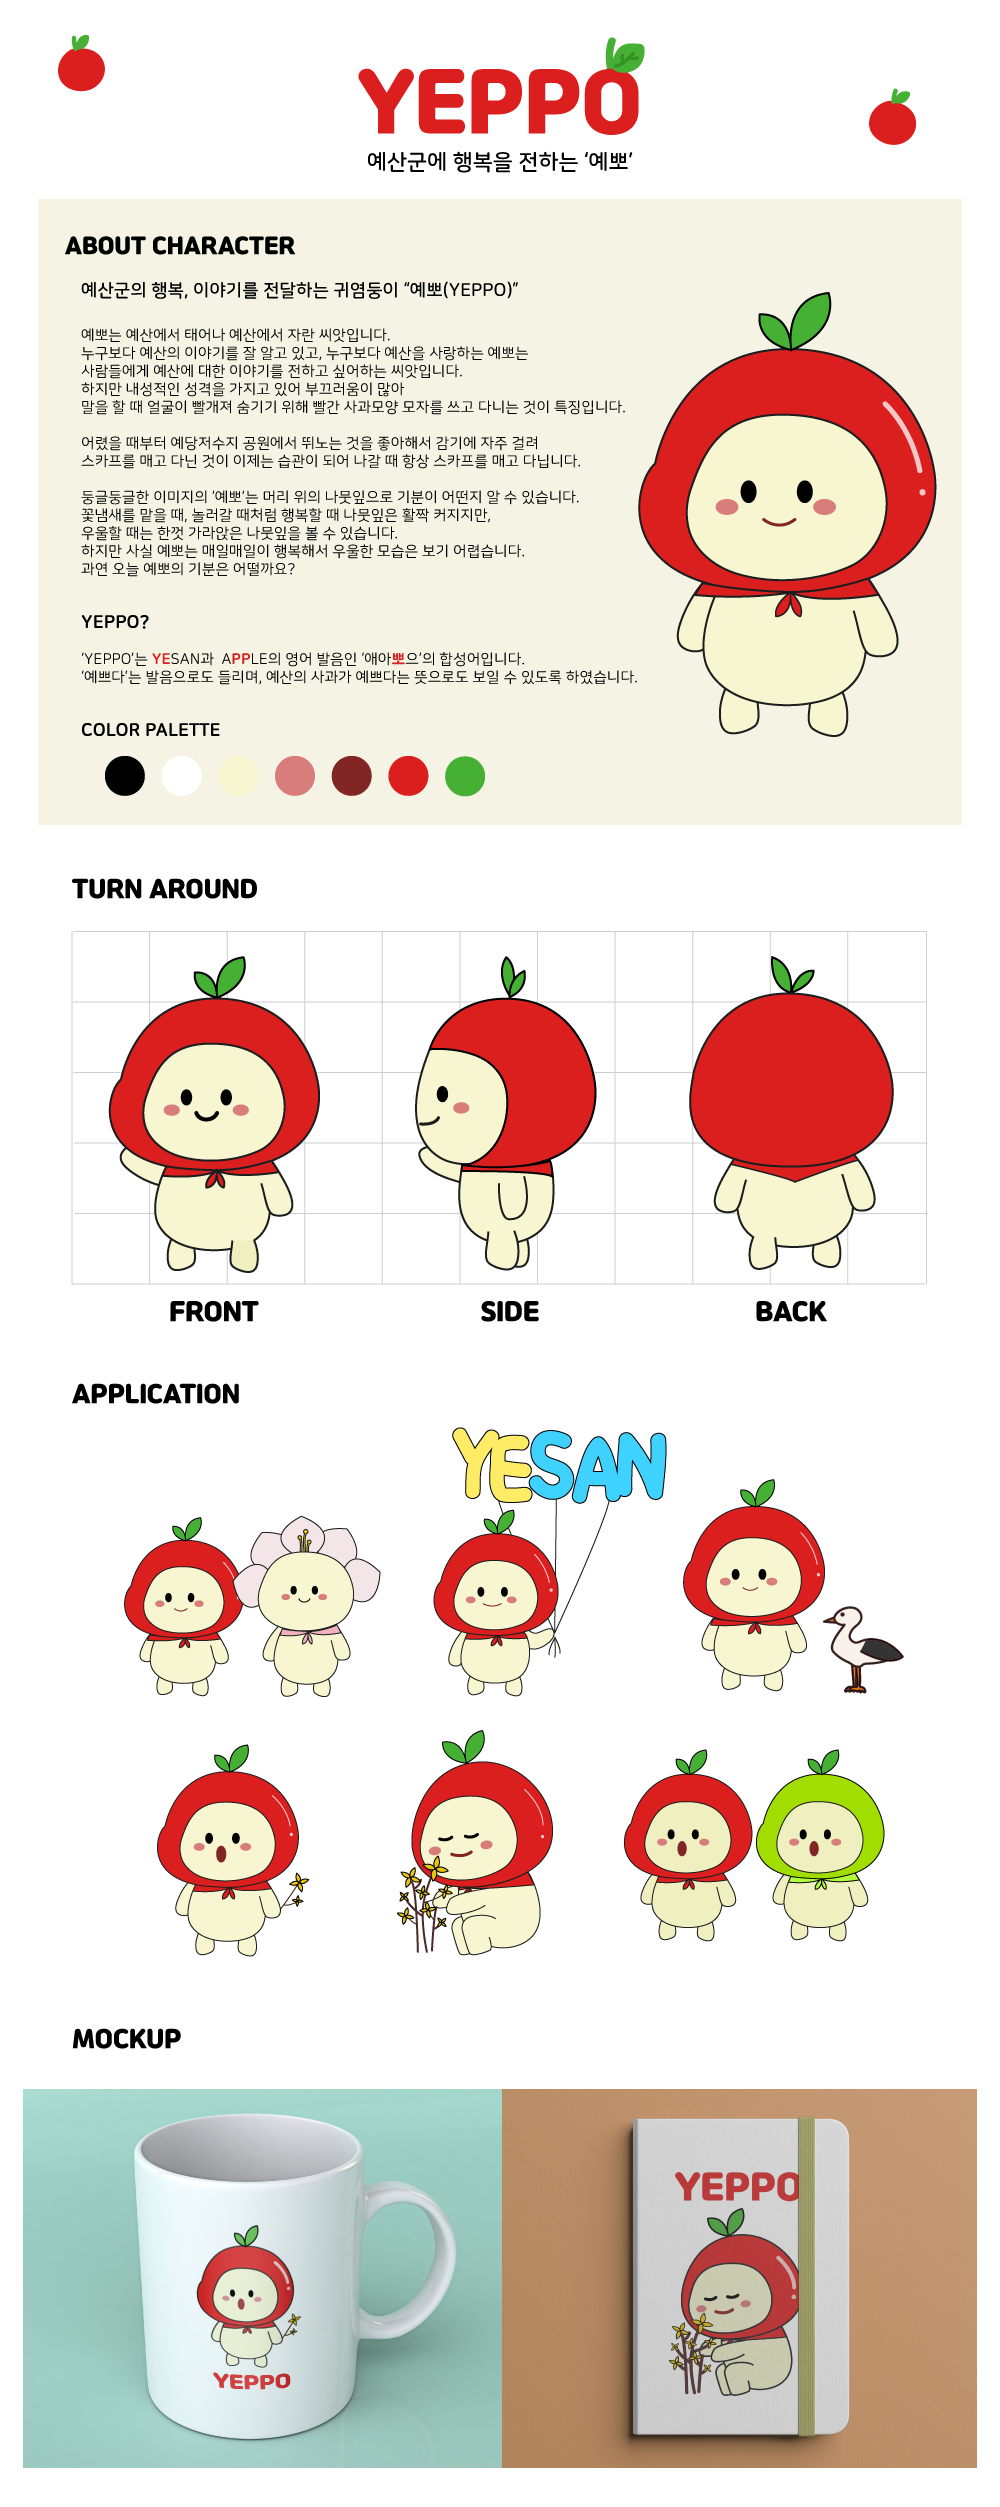 YEPPO
예산군에 행복을 전하는 ‘예뽀’
ABOUT CHARACTER
예산군의 행복, 이야기를 전달하는 귀염둥이 “예뽀(YEPPO)”
예뽀는 예산에서 태어나 예산에서 자란 씨앗입니다.
누구보다 예산의 이야기를 잘 알고 있고, 누구보다 예산을 사랑하는 예뽀는
사람들에게 예산에 대한 이야기를 전하고 싶어하는 씨앗입니다.
하지만 내성적인 성격을 가지고 있어 부끄러움이 많아
말을 할 때 얼굴이 빨개져 숨기기 위해 빨간 사과모양 모자를 쓰고 다니는 것이 특징입니다.
어렸을 때부터 예당저수지 공원에서 뛰노는 것을 좋아해서 감기에 자주 걸려
스카프를 매고 다닌 것이 이제는 습관이 되어 나갈 때 항상 스카프를 매고 다닙니다.
둥글둥글한 이미지의 ‘예뽀’는 머리 위의 나뭇잎으로 기분이 어떤지 알 수 있습니다.
꽃냄새를 맡을 때, 놀러갈 때처럼 행복할 때 나뭇잎은 활짝 커지지만,
우울할 때는 한껏 가라앉은 나뭇잎을 볼 수 있습니다.
하지만 사실 예뽀는 매일매일이 행복해서 우울한 모습은 보기 어렵습니다.
과연 오늘 예뽀의 기분은 어떨까요?
YEPPO?
‘YEPPO’는 YESAN과 APPLE의 영어 발음인 ‘애아뽀으’의 합성어입니다.
‘예쁘다’는 발음으로도 들리며, 예산의 사과가 예쁘다는 뜻으로도 보일 수 있도록 하였습니다.
COLOR PALETTE
TURN AROUND
FRONT
SIDE
BACK
APPLICATION
YESAN
MOCKUP
YEPPO
YEPPO